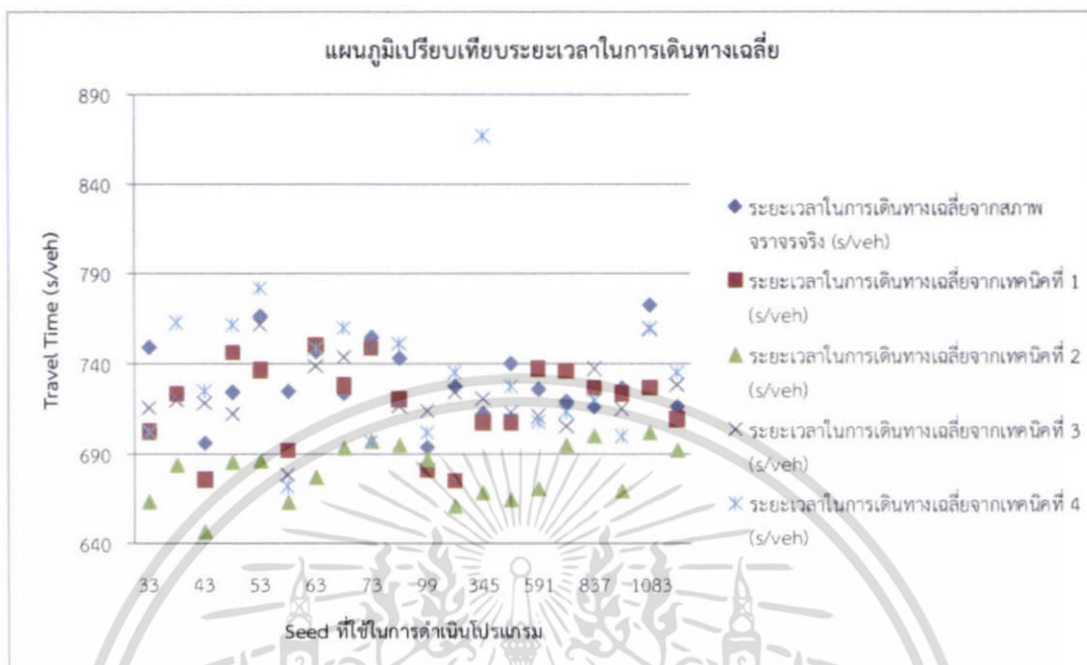 แผนภูมิเปรียบเทียบระยะเวลาในการเดินทางเฉลี่ย
890
840
790
740
690
640
Travel Time (s/veh)
33 43 53 63 73 99 345 591 837 1083
Seed ที่ใช้ในการดำเนินโปรแกรม
ระยะเวลาในการเดินทางเฉลี่ยจากสภาพ
จราจรจริง (s/veh)
ระยะเวลาในการเดินทางเฉลี่ยจากเทคนิคที่ 1
(s/veh)
ระยะเวลาในการเดินทางเฉลี่ยจากเทคนิคที่ 2
(s/veh)
ระยะเวลาในการเดินทางเฉลี่ยจากเทคนิคที่ 3
(s/veh)
ระยะเวลาในการเดินทางเฉลี่ยจากเทคนิคที่ 4
(s/veh)